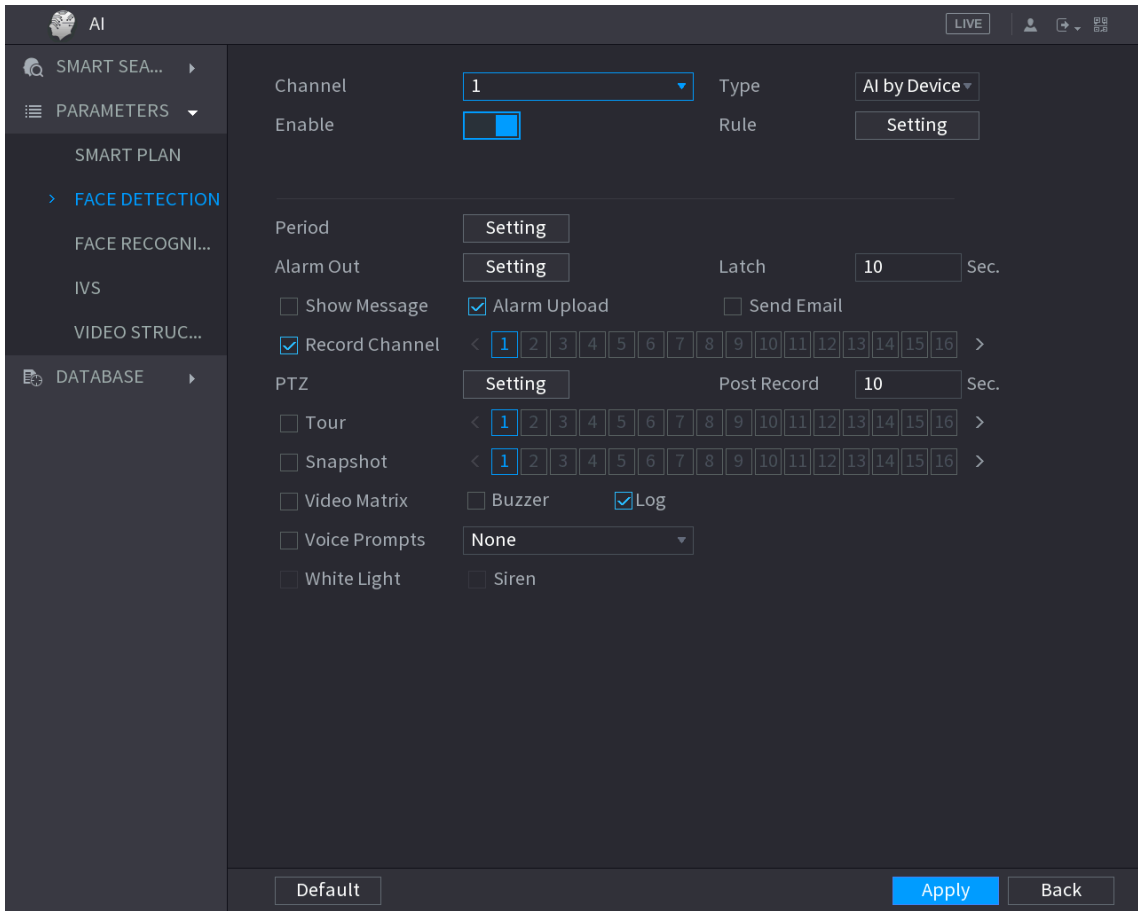 AI LIVE
SMART SEA...
PARAMETERS
SMART PLAN
FACE DETECTION
FACE RECOGNI...
IVS
VIDEO STRUC...
DATABASE
Channel 1 Type AI by Device
Enable Rule Setting
Period Setting
Alarm Out Setting Latch 10 Sec.
Show Message Alarm Upload Send Email
Record Channel < 1 2 3 4 5 6 7 8 9 10 11 12 13 14 15 16 >
PTZ Setting Post Record 10 Sec.
Tour < 1 2 3 4 5 6 7 8 9 10 11 12 13 14 15 16 >
Snapshot < 1 2 3 4 5 6 7 8 9 10 11 12 13 14 15 16 >
Video Matrix Buzzer Log
Voice Prompts None
White Light Siren
Default Apply Back